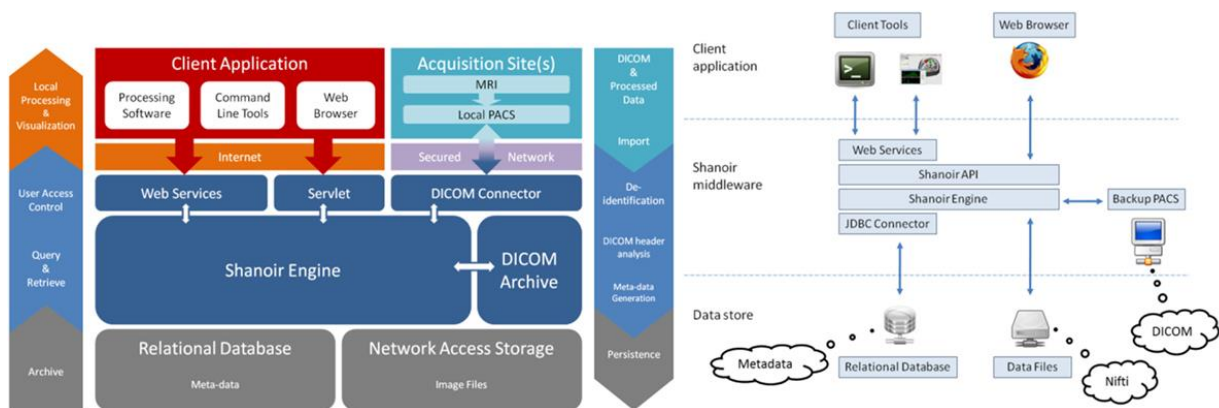 Local
Processing
&
Visualization
User Access
Control
Query
&
Retrieve
Archive
Client Application
Processing
Software
Command
Line Tools
Web
Browser
Acquisition Site(s)
MRI
Local PACS
Internet
Secured Network
Web Services
Servlet
DICOM Connector
Shanoir Engine
DICOM
Archive
Relational Database
Meta-data
Network Access Storage
Image Files
DICOM
&
Processed
Data
Import
De-
identification
DICOM header
analysis
Meta-data
Generation
Persistence
Client
application
Client Tools
Web Browser
Shanoir
middleware
Web Services
Shanoir API
Shanoir Engine
JDBC Connector
Backup PACS
Data store
DICOM
Metadata
Relational Database
Data Files
Nifti